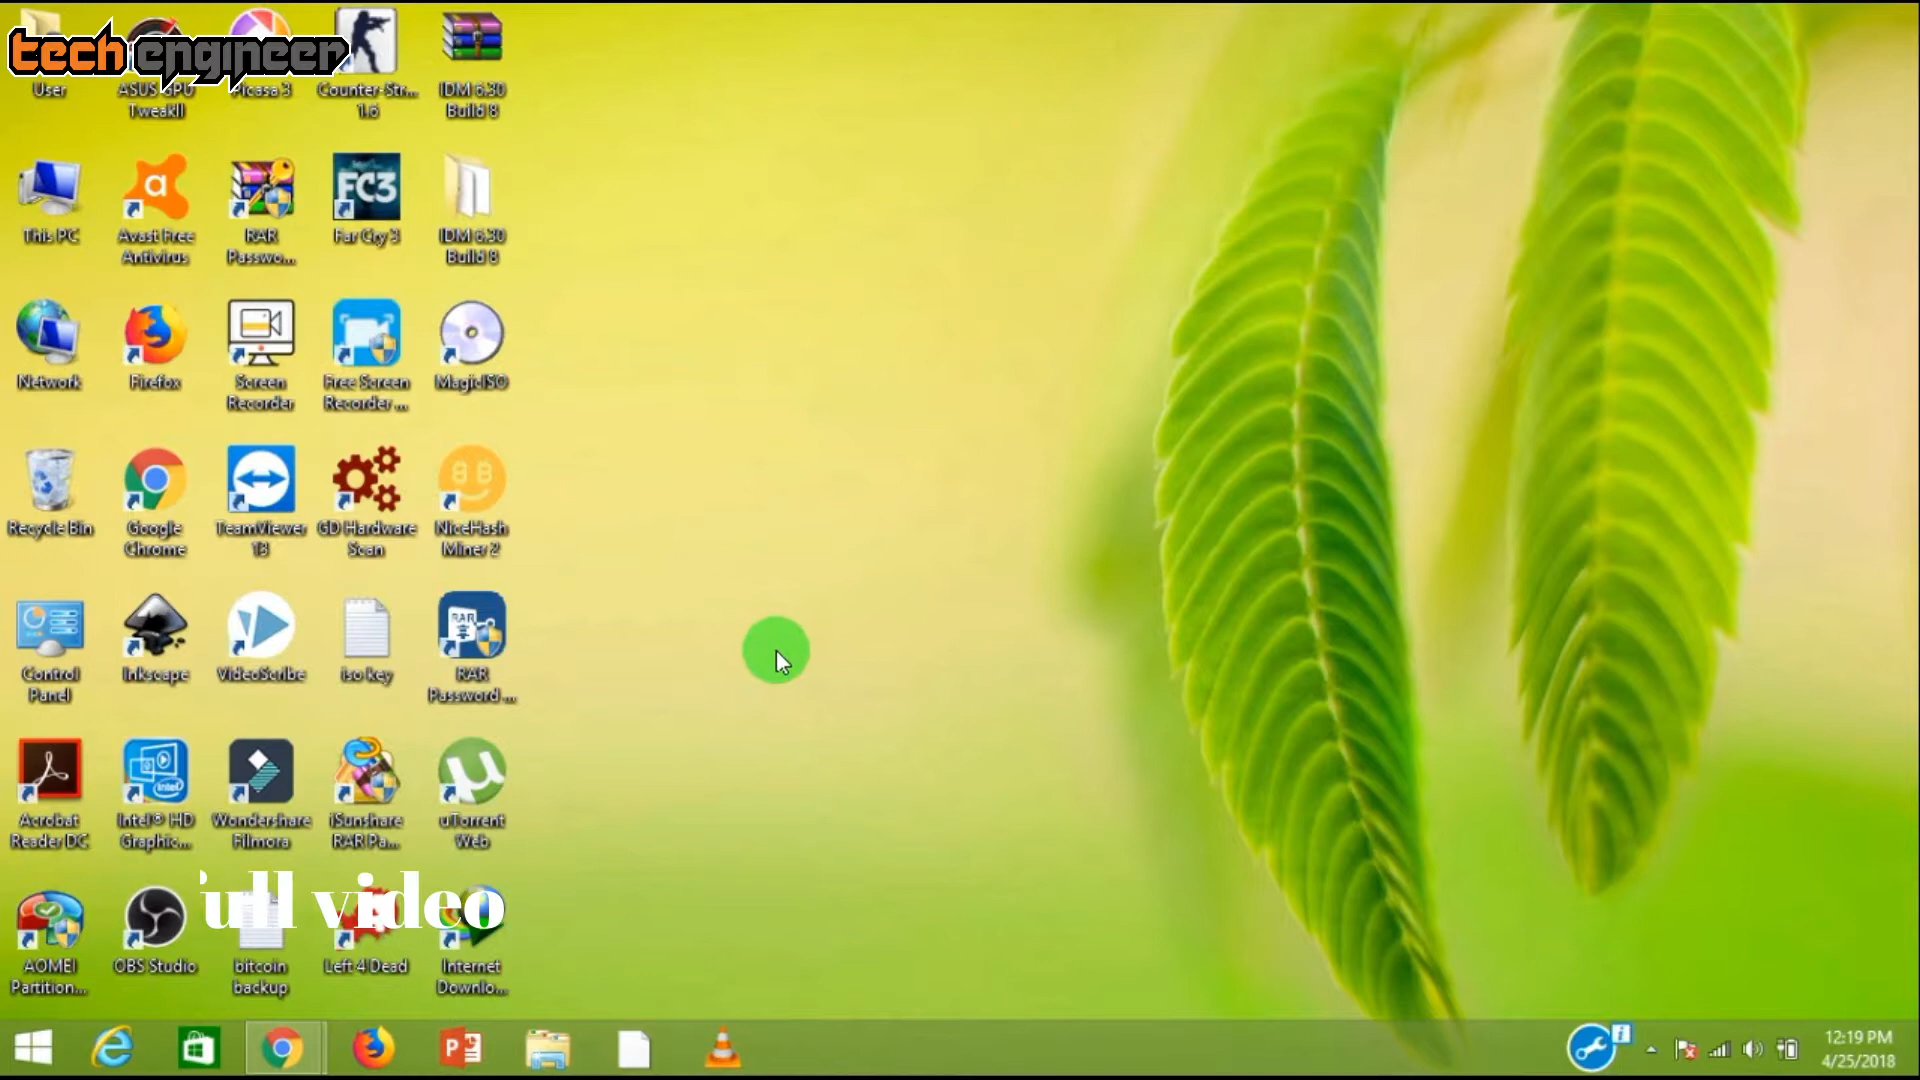 tech engineer
User
ASUS GPU
TweakII
Picasa 3
Counter-Str...
1.6
IDM 6.30
Build 8
This PC
Avast Free
Antivirus
RAR
Passwo...
FC3
Far Cry 3
IDM 6.30
Build 8
Network
Firefox
Screen
Recorder
Free Screen
Recorder ...
MagicISO
Recycle Bin
Google
Chrome
TeamViewer
13
GD Hardware
Scan
NiceHash
Miner 2
Control
Panel
Inkscape
VideoScribe
iso key
RAR
RAR
Password ...
Acrobat
Reader DC
intel
Intel® HD
Graphic...
Wondershare
Filmora
iSunshare
RAR Pa...
uTorrent
Web
full video
AOMEI
Partition...
OBS Studio
bitcoin
backup
Left 4 Dead
Internet
Downlo...
12:19 PM
4/25/2018